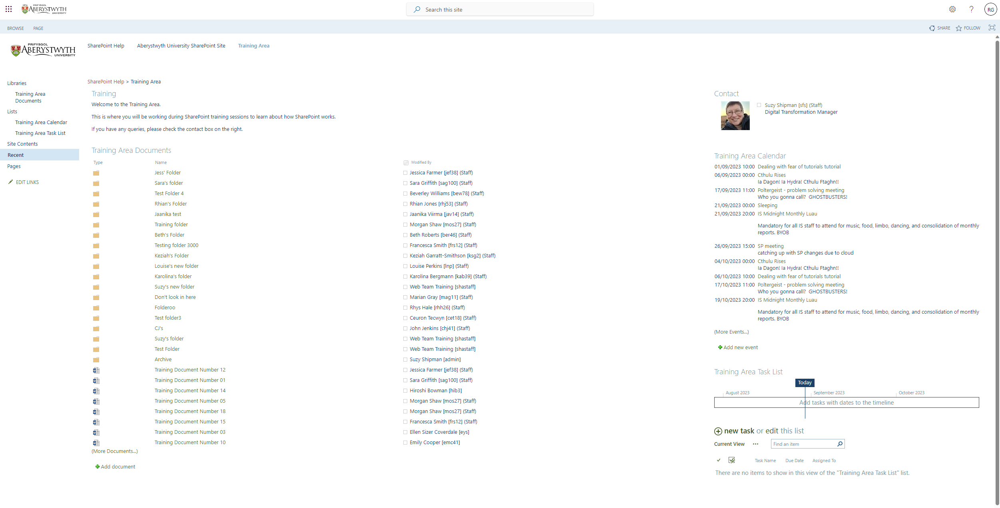 PRIFYSGOL
ABERYSTWYTH
UNIVERSITY
Search this site
RG
BROWSE PAGE
SHARE FOLLOW
PRIFYSGOL
ABERYSTWYTH
UNIVERSITY
SharePoint Help Aberystwyth University SharePoint Site Training Area
Libraries
Training Area
Documents
Lists
Training Area Calendar
Training Area Task List
Site Contents
Recent
Pages
EDIT LINKS
SharePoint Help > Training Area
Training
Welcome to the Training Area.
This is where you will be working during SharePoint training sessions to learn about how SharePoint works.
If you have any queries, please check the contact box on the right.
Training Area Documents
Type Name Modified By
Jess' Folder Jessica Farmer [jef38] (Staff)
Sara's folder Sara Griffith [sag100] (Staff)
Test Folder 4 Beverley Williams [bew78] (Staff)
Rhian's Folder Rhian Jones [rhj53] (Staff)
Jaanika test Jaanika Viirma [jav14] (Staff)
Training folder Morgan Shaw [mos27] (Staff)
Beth's Folder Beth Roberts [ber46] (Staff)
Testing folder 3000 Francesca Smith [frs12] (Staff)
Keziah's Folder Keziah Garratt-Smithson [ksg2] (Staff)
Louise's new folder Louise Perkins [lnp] (Staff)
Karolina's folder Karolina Bergmann [kab39] (Staff)
Suzy's new folder Web Team Training [shastaff]
Don't look in here Marian Gray [mag11] (Staff)
Folderoo Rhys Hale [rhh26] (Staff)
Test folder3 Ceuron Tecwyn [cet18] (Staff)
CJ's John Jenkins [chj41] (Staff)
Suzy's folder Web Team Training [shastaff]
Test Folder Web Team Training [shastaff]
Archive Suzy Shipman [admin]
Training Document Number 12 Jessica Farmer [jef38] (Staff)
Training Document Number 01 Sara Griffith [sag100] (Staff)
Training Document Number 14 Hiroshi Bowman [hib3]
Training Document Number 05 Morgan Shaw [mos27] (Staff)
Training Document Number 18 Morgan Shaw [mos27] (Staff)
Training Document Number 15 Francesca Smith [frs12] (Staff)
Training Document Number 03 Ellen Sizer Coverdale [eys]
Training Document Number 10 Emily Cooper [emc41]
(More Documents...)
Add document
Contact
Suzy Shipman [sfs] (Staff)
Digital Transformation Manager
Training Area Calendar
01/09/2023 10:00 Dealing with fear of tutorials tutorial
06/09/2023 00:00 Cthulu Rises
Ia Dagon! Ia Hydra! Cthulu Ftaghn!!
17/09/2023 11:00 Poltergeist - problem solving meeting
Who you gonna call? GHOSTBUSTERS!
21/09/2023 00:00 Sleeping
21/09/2023 20:00 IS Midnight Monthly Luau
Mandatory for all IS staff to attend for music, food, limbo, dancing, and consolidation of monthly
reports. BYOB
26/09/2023 15:00 SP meeting
catching up with SP changes due to cloud
04/10/2023 00:00 Cthulu Rises
Ia Dagon! Ia Hydra! Cthulu Ftaghn!!
06/10/2023 10:00 Dealing with fear of tutorials tutorial
17/10/2023 11:00 Poltergeist - problem solving meeting
Who you gonna call? GHOSTBUSTERS!
19/10/2023 20:00 IS Midnight Monthly Luau
Mandatory for all IS staff to attend for music, food, limbo, dancing, and consolidation of monthly
reports. BYOB
(More Events...)
Add new event
Training Area Task List
Today
August 2023 September 2023 October 2023
Add tasks with dates to the timeline
new task or edit this list
Current View ... Find an item
Task Name Due Date Assigned To
There are no items to show in this view of the "Training Area Task List" list.